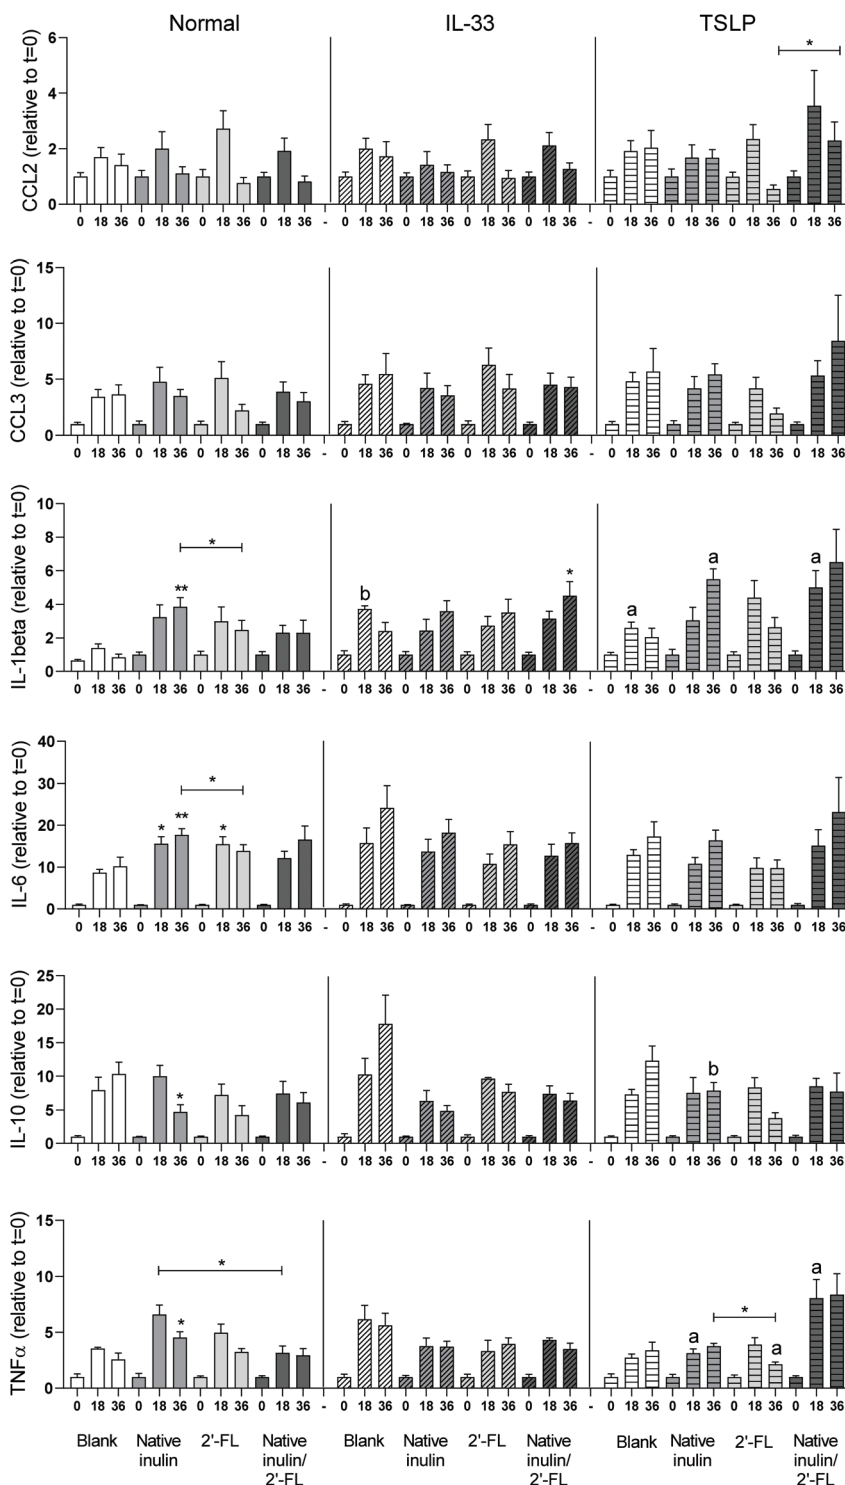 Normal IL-33 TSLP
CCL2 (relative to t=0)
6
4
2
0
*
0 18 36 0 18 36 0 18 36 0 18 36 - 0 18 36 0 18 36 0 18 36 0 18 36 - 0 18 36 0 18 36 0 18 36 0 18 36
CCL3 (relative to t=0)
15
10
5
0
0 18 36 0 18 36 0 18 36 0 18 36 - 0 18 36 0 18 36 0 18 36 0 18 36 - 0 18 36 0 18 36 0 18 36 0 18 36
IL-1beta (relative to t=0)
10
8
6
4
2
0
** * b * a a a
0 18 36 0 18 36 0 18 36 0 18 36 - 0 18 36 0 18 36 0 18 36 0 18 36 - 0 18 36 0 18 36 0 18 36 0 18 36
IL-6 (relative to t=0)
40
30
20
10
0
* ** * *
0 18 36 0 18 36 0 18 36 0 18 36 - 0 18 36 0 18 36 0 18 36 0 18 36 - 0 18 36 0 18 36 0 18 36 0 18 36
IL-10 (relative to t=0)
25
20
15
10
5
0
* b
0 18 36 0 18 36 0 18 36 0 18 36 - 0 18 36 0 18 36 0 18 36 0 18 36 - 0 18 36 0 18 36 0 18 36 0 18 36
TNFα (relative to t=0)
15
10
5
0
* * a * a a
0 18 36 0 18 36 0 18 36 0 18 36 - 0 18 36 0 18 36 0 18 36 0 18 36 - 0 18 36 0 18 36 0 18 36 0 18 36
Blank Native 2'-FL Native Blank Native 2'-FL Native Blank Native 2'-FL Native
inulin inulin/ inulin inulin/ inulin inulin/
2'-FL 2'-FL 2'-FL